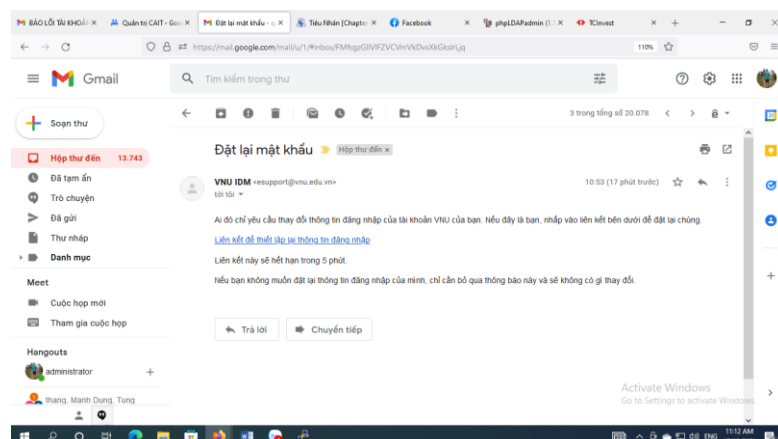 BÁO LỖI TÀI KHOẢN
Quản trị CAIT - Goo
Đặt lại mật khẩu -
Tiêu Nhân [Chapter
Facebook
phpLDAPadmin (1.
TCInvest
https://mail.google.com/mail/u/1/#inbox/
110%
Gmail
Tìm kiếm trong thư
Soạn thư
3 trong tổng số 20.078
Hộp thư đến 13.743
Đã tạm ẩn
Trò chuyện
Đã gửi
Thư nháp
Danh mục
Meet
Cuộc họp mới
Tham gia cuộc họp
Hangouts
administrator
thang, Manh Dung, Tung
Đặt lại mật khẩu
Hộp thư đến x
VNU IDM <esupport@vnu.edu.vn>
10:53 (17 phút trước)
tới tôi
Ai đó chỉ yêu cầu thay đổi thông tin đăng nhập của tài khoản VNU của bạn. Nếu đây là bạn, nhấp vào liên kết bên dưới để đặt lại chúng.
Liên kết để thiết lập lại thông tin đăng nhập
Liên kết này sẽ hết hạn trong 5 phút.
Nếu bạn không muốn đặt lại thông tin đăng nhập của mình, chỉ cần bỏ qua thông báo này và sẽ không có gì thay đổi.
Trả lời
Chuyển tiếp
Activate Windows
Go to Settings to activate Windows.
ENG
11:12 AM